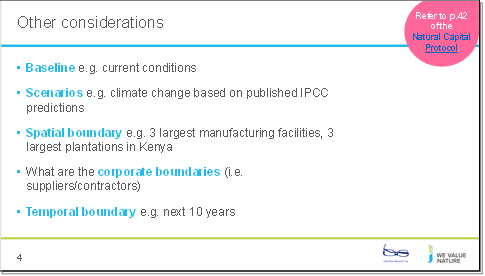 Other considerations
Refer to p.42
of the
Natural Capital
Protocol
• Baseline e.g. current conditions
• Scenarios e.g. climate change based on published IPCC
predictions
• Spatial boundary e.g. 3 largest manufacturing facilities, 3
largest plantations in Kenya
• What are the corporate boundaries (i.e.
suppliers/contractors)
• Temporal boundary e.g. next 10 years
4
WE VALUE
NATURE